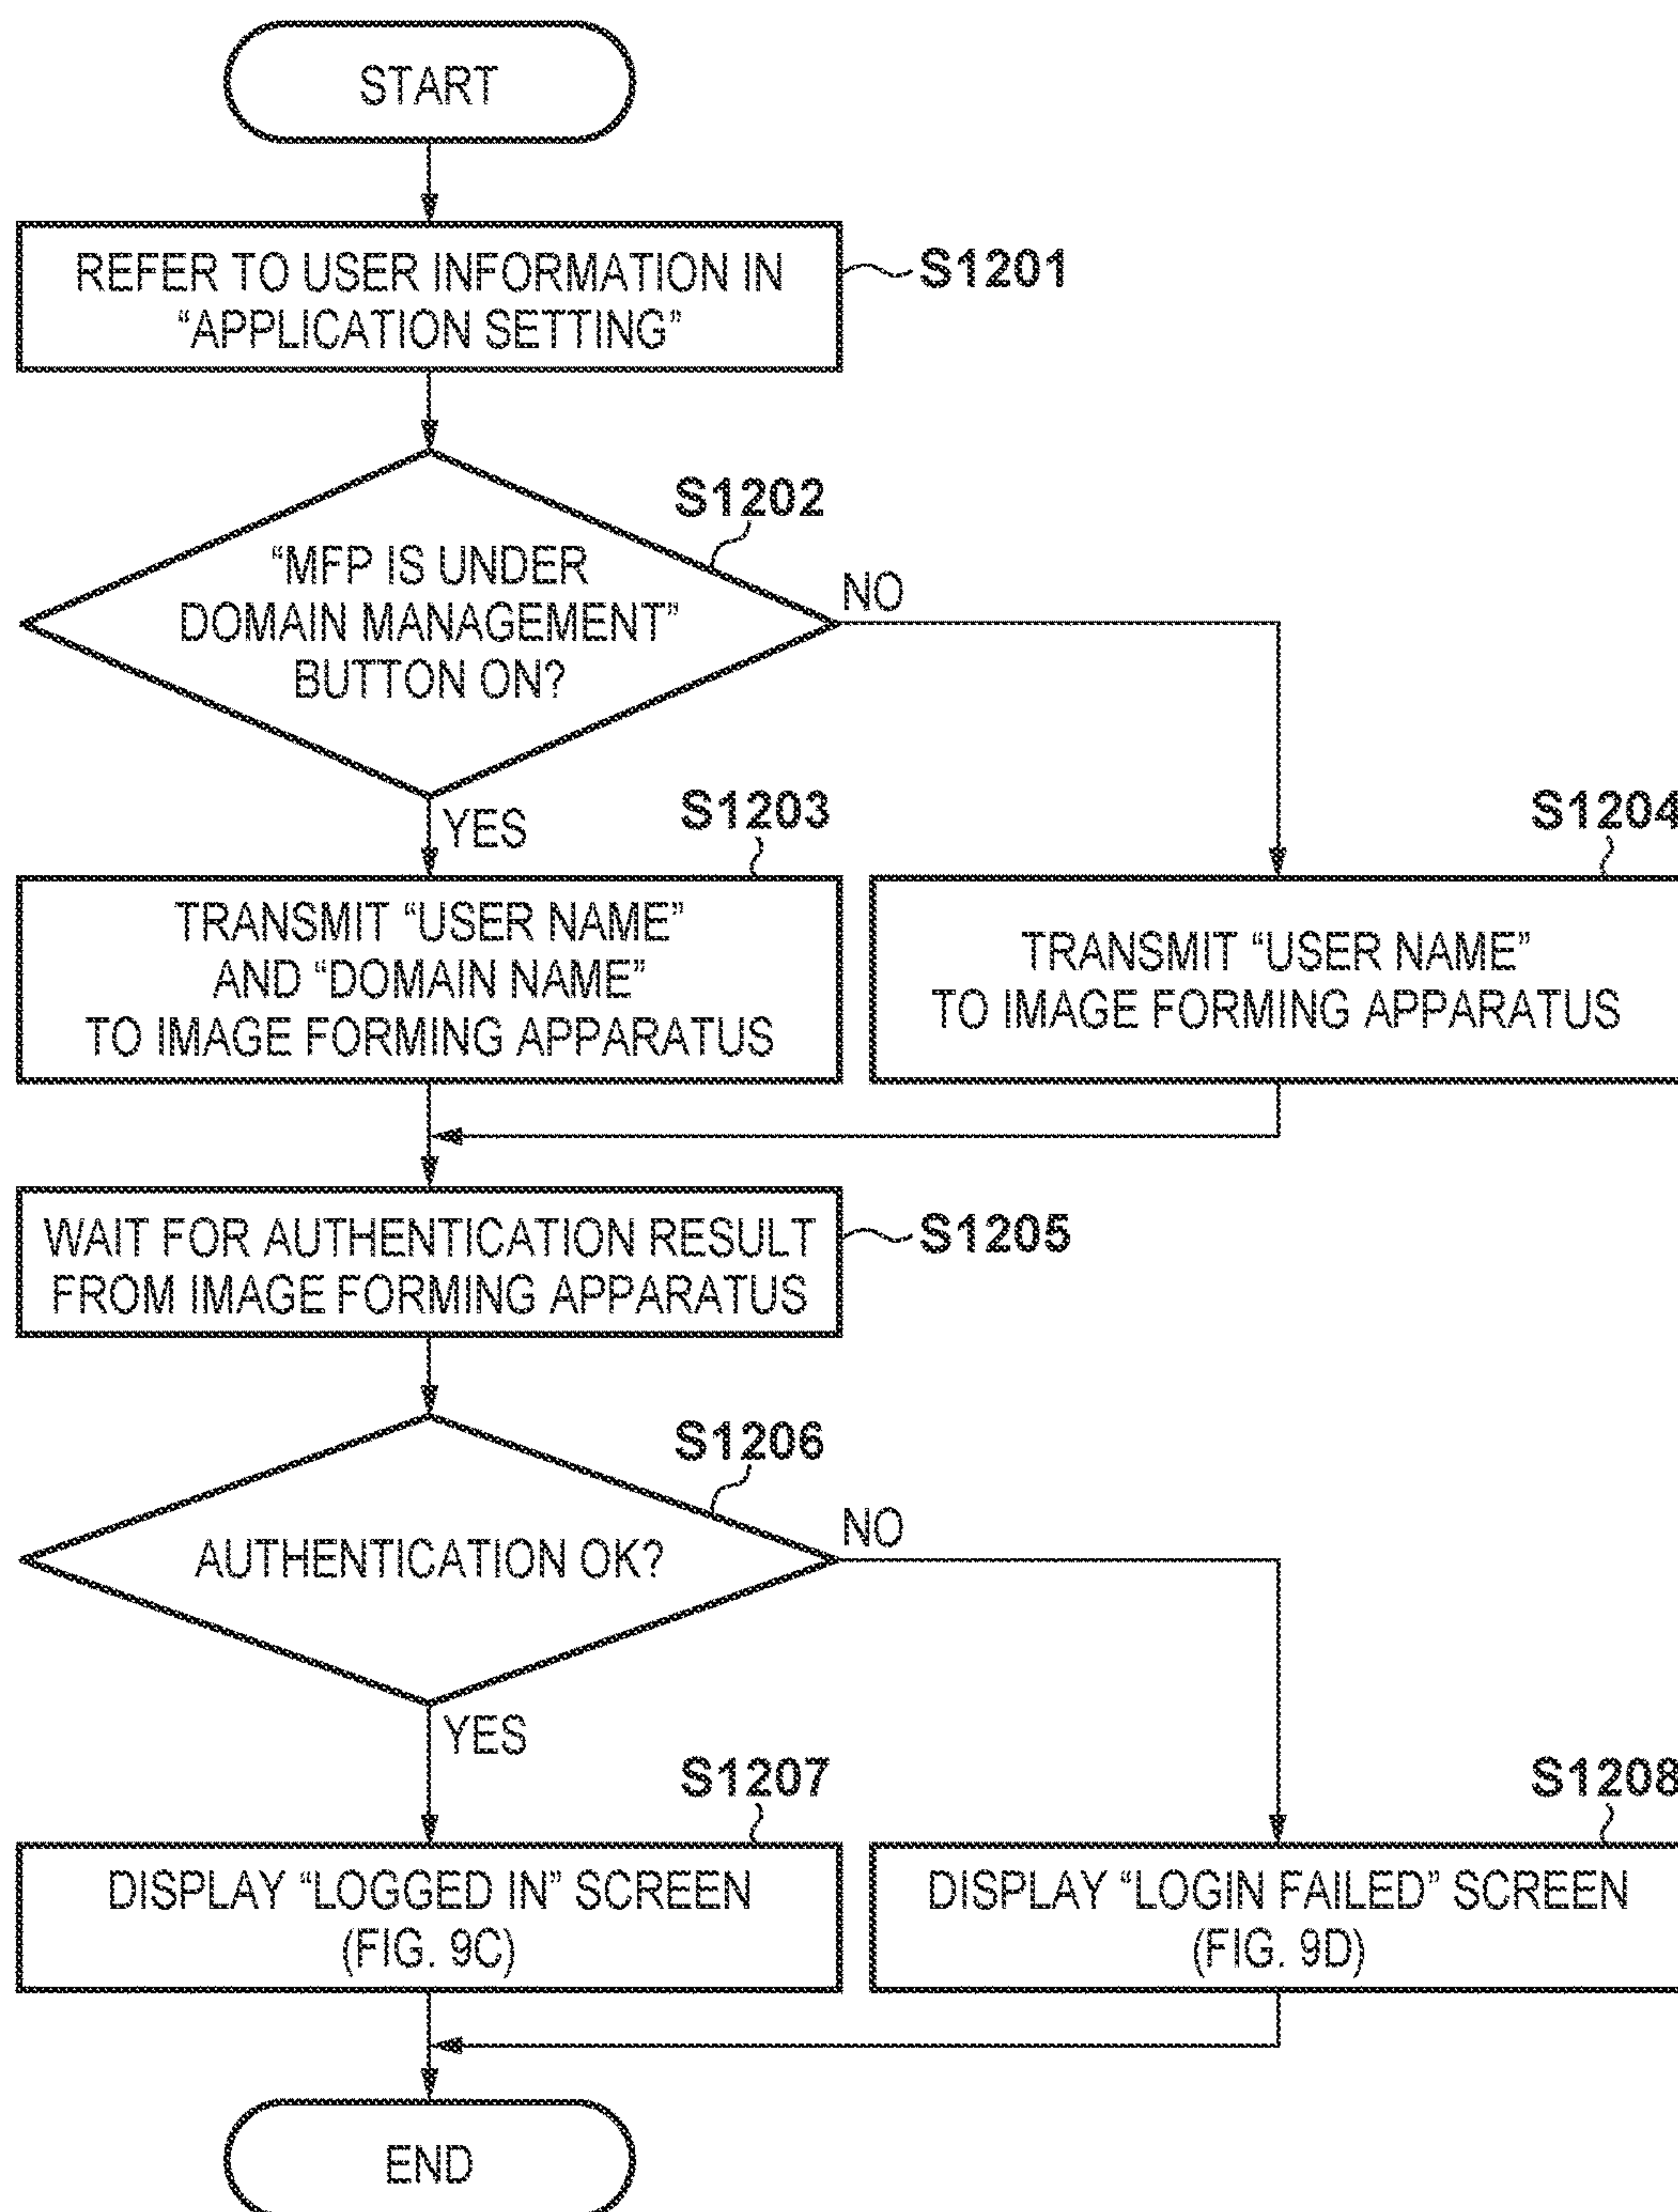 START
REFER TO USER INFORMATION IN
“APPLICATION SETTING”
S1201
S1202
“MFP IS UNDER
DOMAIN MANAGEMENT”
BUTTON ON?
NO
YES
S1203
TRANSMIT “USER NAME”
AND “DOMAIN NAME”
TO IMAGE FORMING APPARATUS
S1204
TRANSMIT “USER NAME”
TO IMAGE FORMING APPARATUS
WAIT FOR AUTHENTICATION RESULT
FROM IMAGE FORMING APPARATUS
S1205
S1206
AUTHENTICATION OK?
NO
YES
S1207
DISPLAY “LOGGED IN” SCREEN
(FIG. 9C)
S1208
DISPLAY “LOGIN FAILED” SCREEN
(FIG. 9D)
END